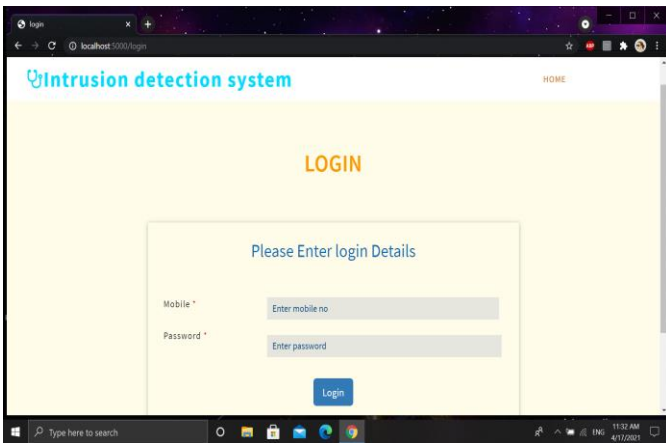 login
localhost:5000/login
ABP
Intrusion detection system
HOME
LOGIN
Please Enter login Details
Mobile *
Enter mobile no
Password *
Enter password
Login
Type here to search
ENG
11:32 AM
4/17/2021